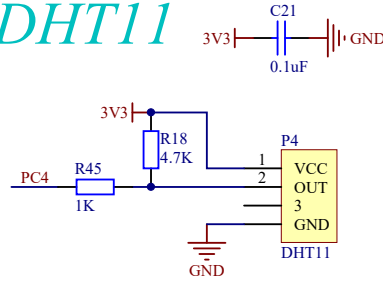 DHT11
C21
3V3
GND
0.1uF
3V3
R18
4.7K
P4
PC4
R45
1K
1
VCC
2
OUT
3
GND
DHT11
GND